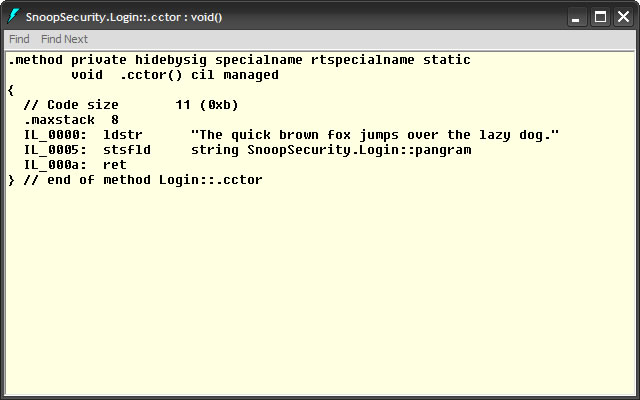 SnoopSecurity.Login::.cctor : void()
Find Find Next
.method private hidebysig specialname rtspecialname static
        void  .cctor() cil managed
{
  // Code size       11 (0xb)
  .maxstack  8
  IL_0000:  ldstr      "The quick brown fox jumps over the lazy dog."
  IL_0005:  stsfld     string SnoopSecurity.Login::pangram
  IL_000a:  ret
} // end of method Login::.cctor